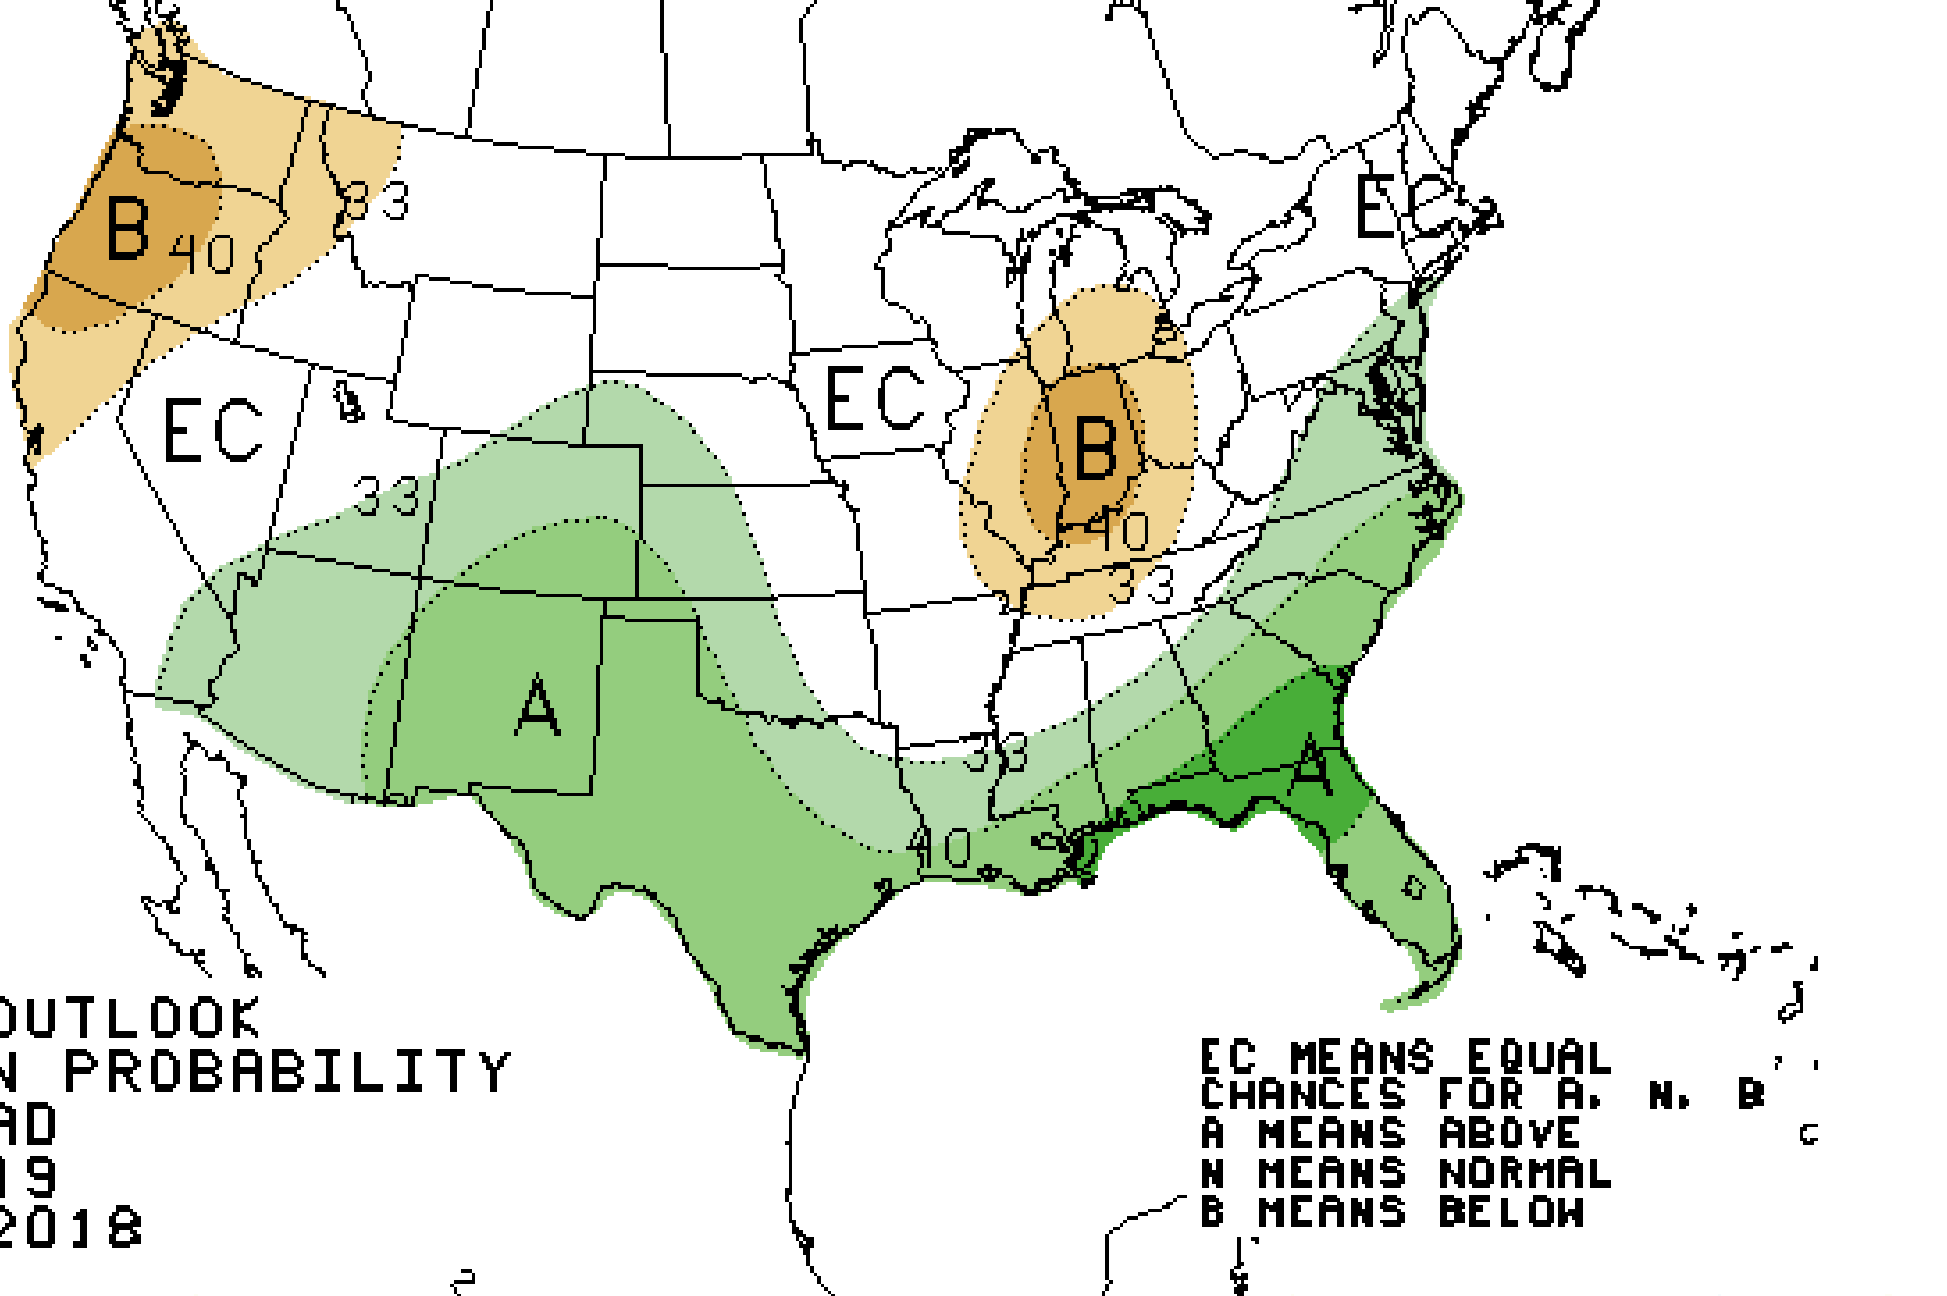 33
B 40
EC
EC
EC
B
33
40
33
A
33
A
40
OUTLOOK
N PROBABILITY
AD
19
2018
EC MEANS EQUAL
CHANCES FOR A. N. B
A MEANS ABOVE
N MEANS NORMAL
B MEANS BELOW